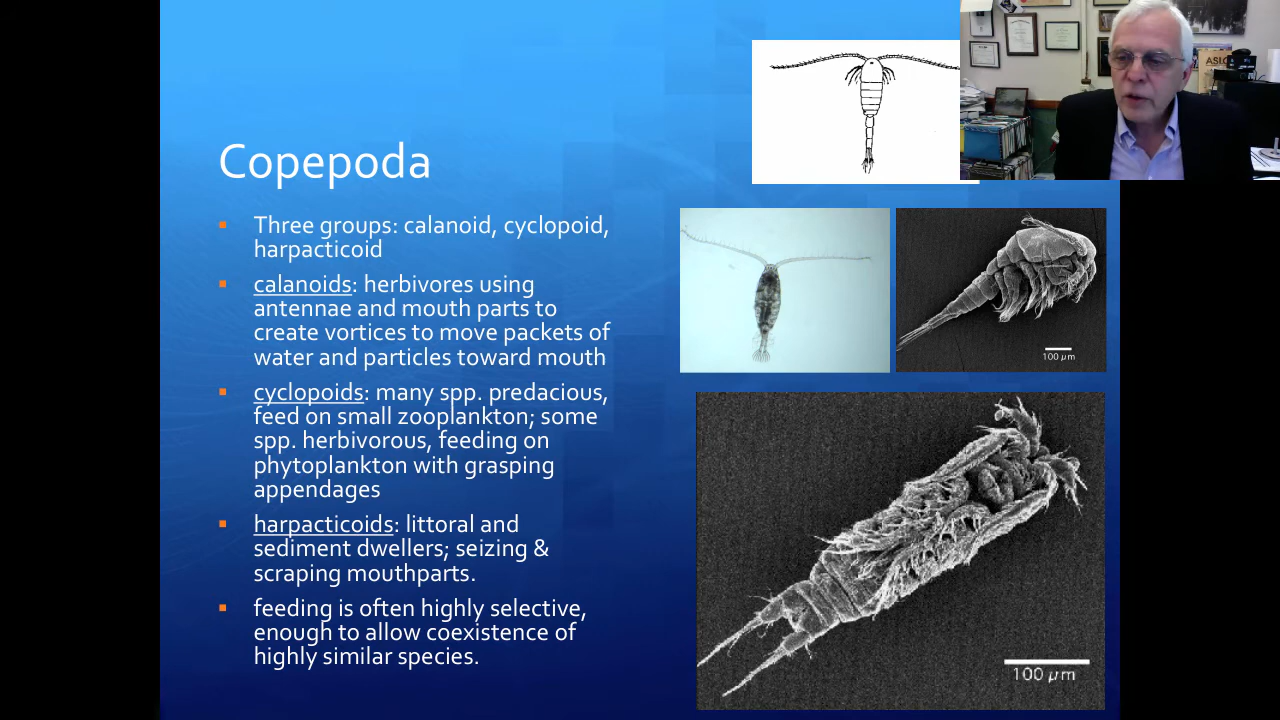 ASLO
Copepoda
Three groups: calanoid, cyclopoid,
harpacticoid
calanoids: herbivores using
antennae and mouth parts to
create vortices to move packets of
water and particles toward mouth
cyclopoids: many spp. predacious,
feed on small zooplankton; some
spp. herbivorous, feeding on
phytoplankton with grasping
appendages
harpacticoids: littoral and
sediment dwellers; seizing &
scraping mouthparts.
feeding is often highly selective,
enough to allow coexistence of
highly similar species.
100 µm
100 µm